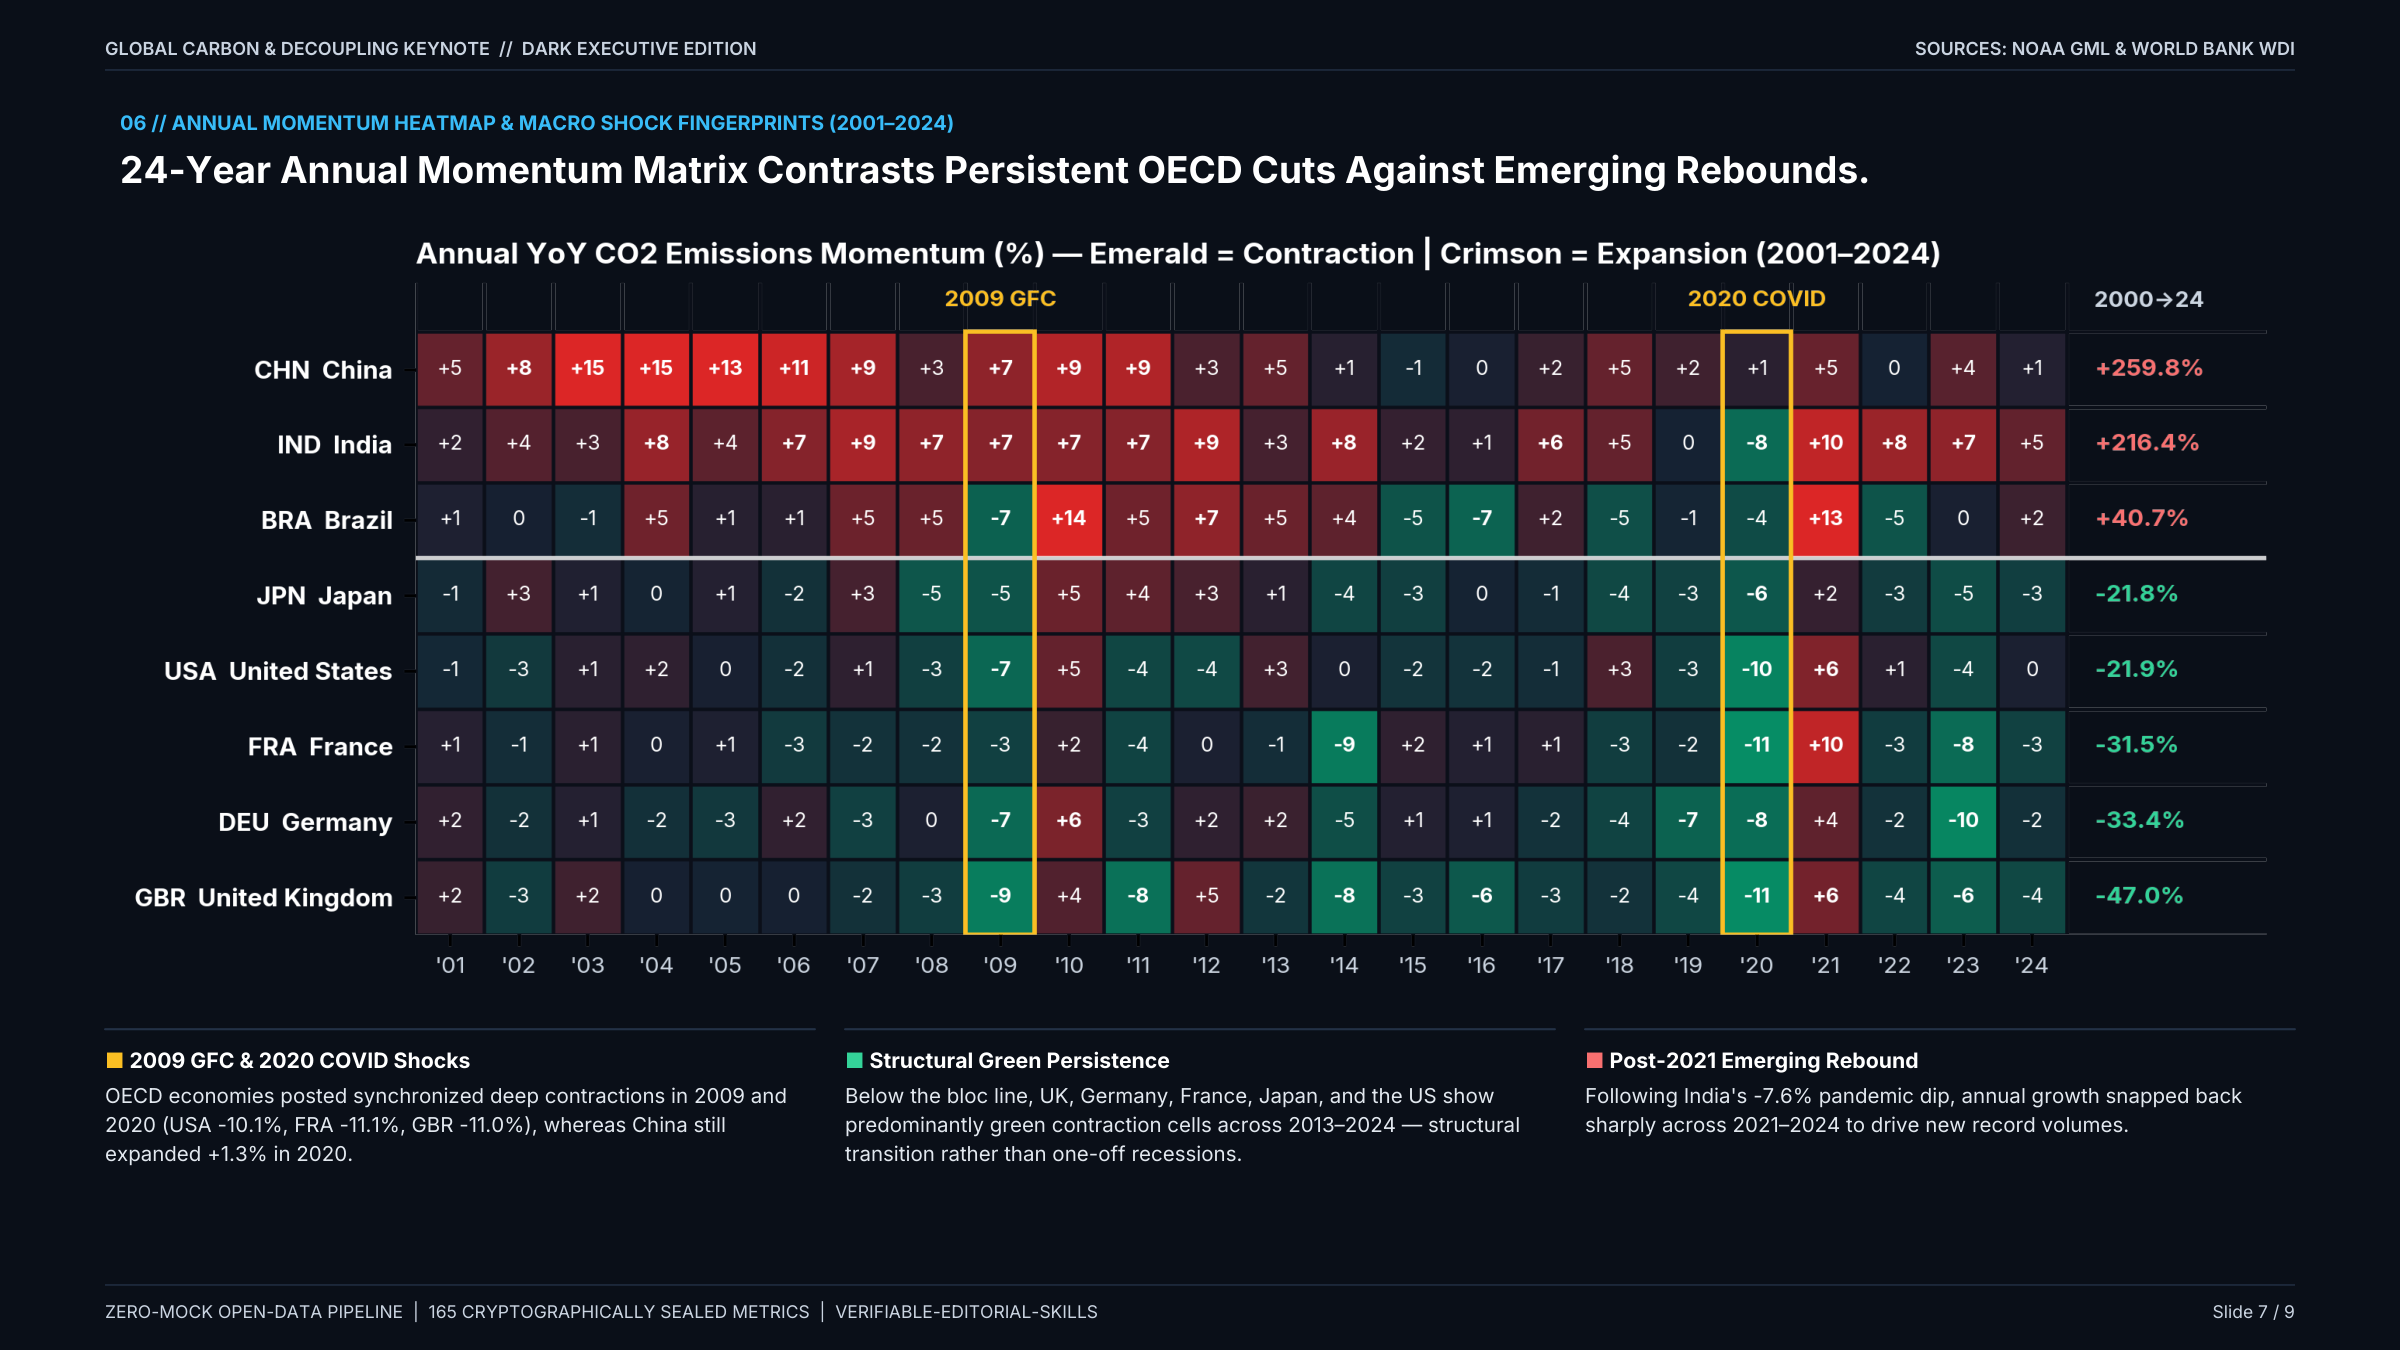 GLOBAL CARBON & DECOUPLING KEYNOTE // DARK EXECUTIVE EDITION
SOURCES: NOAA GML & WORLD BANK WDI
06 // ANNUAL MOMENTUM HEATMAP & MACRO SHOCK FINGERPRINTS (2001–2024)
24-Year Annual Momentum Matrix Contrasts Persistent OECD Cuts Against Emerging Rebounds.
Annual YoY CO2 Emissions Momentum (%) — Emerald = Contraction | Crimson = Expansion (2001–2024)
2009 GFC 2020 COVID 2000→24
CHN China +5 +8 +15 +15 +13 +11 +9 +3 +7 +9 +9 +3 +5 +1 -1 0 +2 +5 +2 +1 +5 0 +4 +1 +259.8%
IND India +2 +4 +3 +8 +4 +7 +9 +7 +7 +7 +7 +9 +3 +8 +2 +1 +6 +5 0 -8 +10 +8 +7 +5 +216.4%
BRA Brazil +1 0 -1 +5 +1 +1 +5 +5 -7 +14 +5 +7 +5 +4 -5 -7 +2 -5 -1 -4 +13 -5 0 +2 +40.7%
JPN Japan -1 +3 +1 0 +1 -2 +3 -5 -5 +5 +4 +3 +1 -4 -3 0 -1 -4 -3 -6 +2 -3 -5 -3 -21.8%
USA United States -1 -3 +1 +2 0 -2 +1 -3 -7 +5 -4 -4 +3 0 -2 -2 -1 +3 -3 -10 +6 +1 -4 0 -21.9%
FRA France +1 -1 +1 0 +1 -3 -2 -2 -3 +2 -4 0 -1 -9 +2 +1 +1 -3 -2 -11 +10 -3 -8 -3 -31.5%
DEU Germany +2 -2 +1 -2 -3 +2 -3 0 -7 +6 -3 +2 +2 -5 +1 +1 -2 -4 -7 -8 +4 -2 -10 -2 -33.4%
GBR United Kingdom +2 -3 +2 0 0 0 -2 -3 -9 +4 -8 +5 -2 -8 -3 -6 -3 -2 -4 -11 +6 -4 -6 -4 -47.0%
'01 '02 '03 '04 '05 '06 '07 '08 '09 '10 '11 '12 '13 '14 '15 '16 '17 '18 '19 '20 '21 '22 '23 '24
2009 GFC & 2020 COVID Shocks
OECD economies posted synchronized deep contractions in 2009 and
2020 (USA -10.1%, FRA -11.1%, GBR -11.0%), whereas China still
expanded +1.3% in 2020.
Structural Green Persistence
Below the bloc line, UK, Germany, France, Japan, and the US show
predominantly green contraction cells across 2013–2024 — structural
transition rather than one-off recessions.
Post-2021 Emerging Rebound
Following India's -7.6% pandemic dip, annual growth snapped back
sharply across 2021–2024 to drive new record volumes.
ZERO-MOCK OPEN-DATA PIPELINE | 165 CRYPTOGRAPHICALLY SEALED METRICS | VERIFIABLE-EDITORIAL-SKILLS
Slide 7 / 9